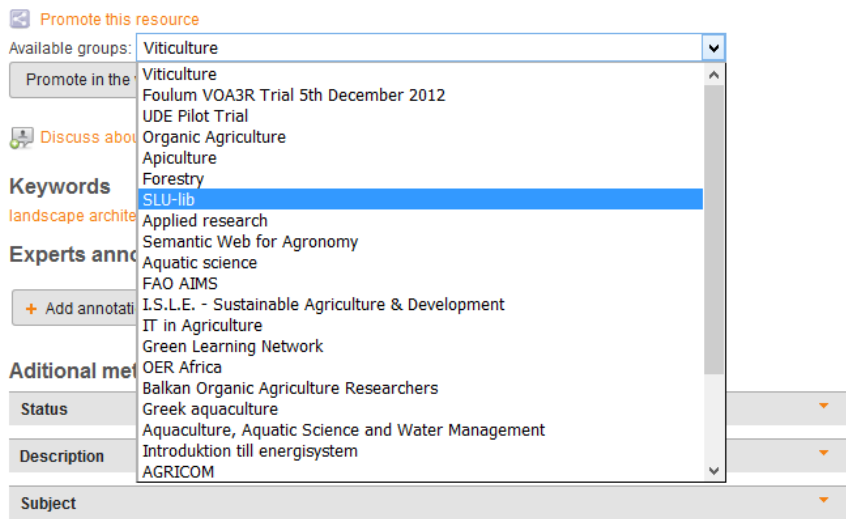 Promote this resource
Available groups: Viticulture
Promote in the
Viticulture
Foulum VOA3R Trial 5th December 2012
UDE Pilot Trial
Discuss abou
Organic Agriculture
Apiculture
Forestry
Keywords
SLU-lib
landscape archite
Applied research
Semantic Web for Agronomy
Experts anno
Aquatic science
FAO AIMS
I.S.L.E. - Sustainable Agriculture & Development
+ Add annotati
IT in Agriculture
Green Learning Network
Aditional met
OER Africa
Balkan Organic Agriculture Researchers
Status
Greek aquaculture
Aquaculture, Aquatic Science and Water Management
Description
Introduktion till energisystem
AGRICOM
Subject